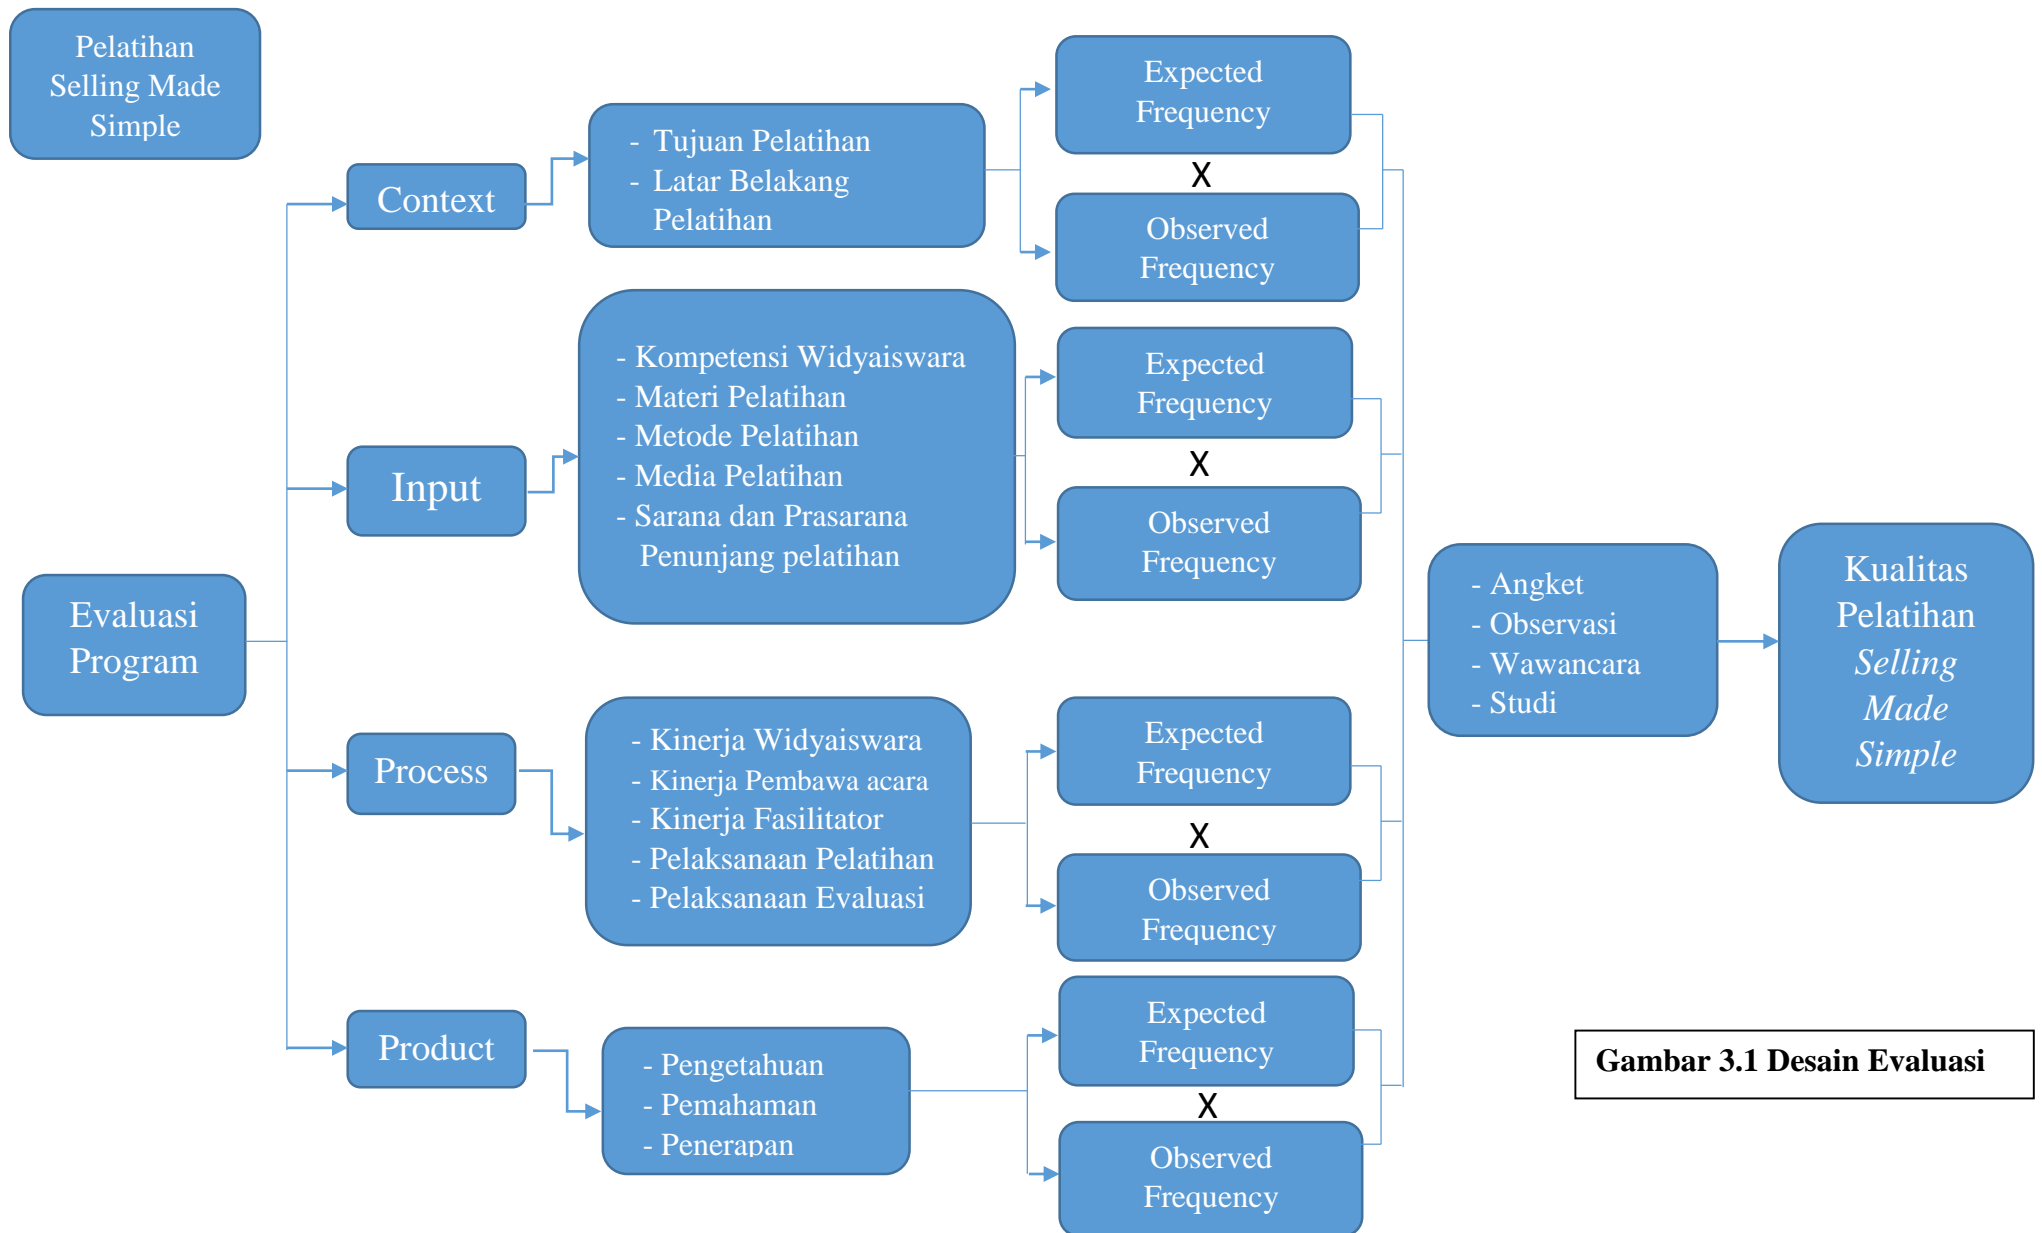 Pelatihan
Selling Made
Simple
Evaluasi
Program
Context
- Tujuan Pelatihan
- Latar Belakang
Pelatihan
Expected
Frequency
X
Observed
Frequency
Input
- Kompetensi Widyaiswara
- Materi Pelatihan
- Metode Pelatihan
- Media Pelatihan
- Sarana dan Prasarana
Penunjang pelatihan
Expected
Frequency
X
Observed
Frequency
Process
- Kinerja Widyaiswara
- Kinerja Pembawa acara
- Kinerja Fasilitator
- Pelaksanaan Pelatihan
- Pelaksanaan Evaluasi
Expected
Frequency
X
Observed
Frequency
Product
- Pengetahuan
- Pemahaman
- Penerapan
Expected
Frequency
X
Observed
Frequency
- Angket
- Observasi
- Wawancara
- Studi
Kualitas
Pelatihan
Selling
Made
Simple
Gambar 3.1 Desain Evaluasi